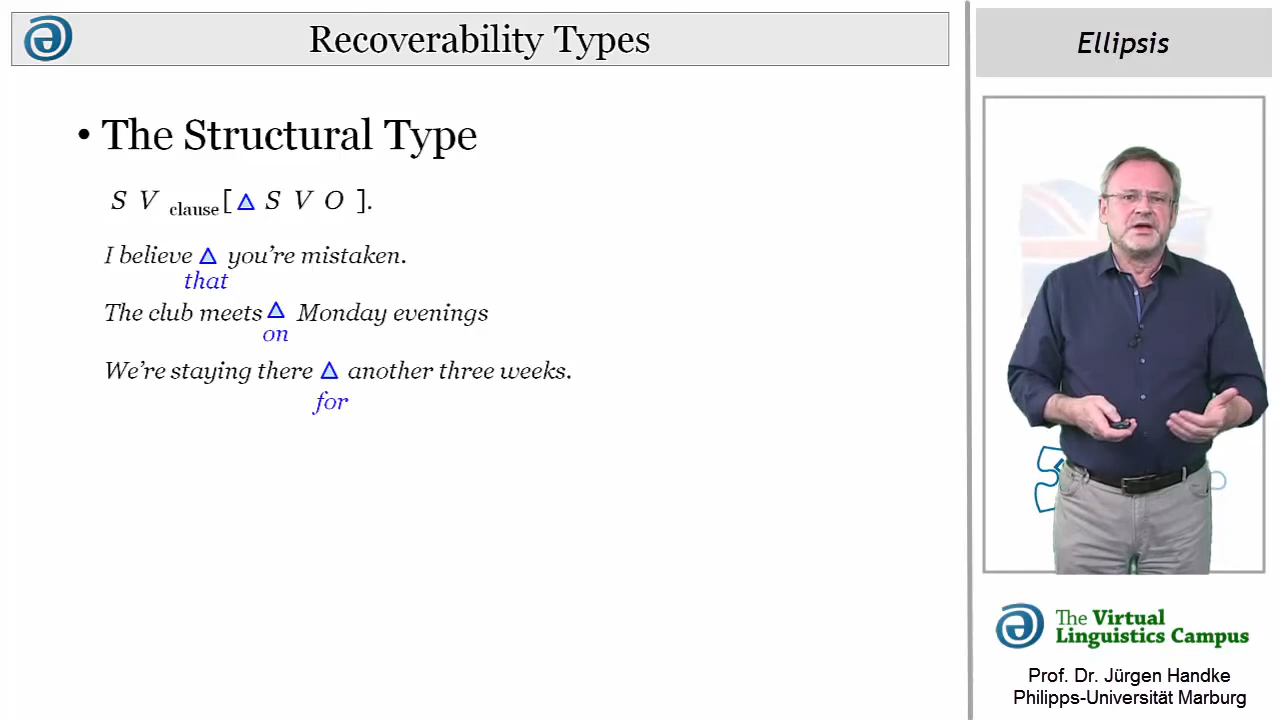 Recoverability Types
Ellipsis
• The Structural Type
S V clause[ Δ S V O ].
I believe Δ you're mistaken.
that
The club meets Δ Monday evenings
on
We're staying there Δ another three weeks.
for
The Virtual
Linguistics Campus
Prof. Dr. Jürgen Handke
Philipps-Universität Marburg